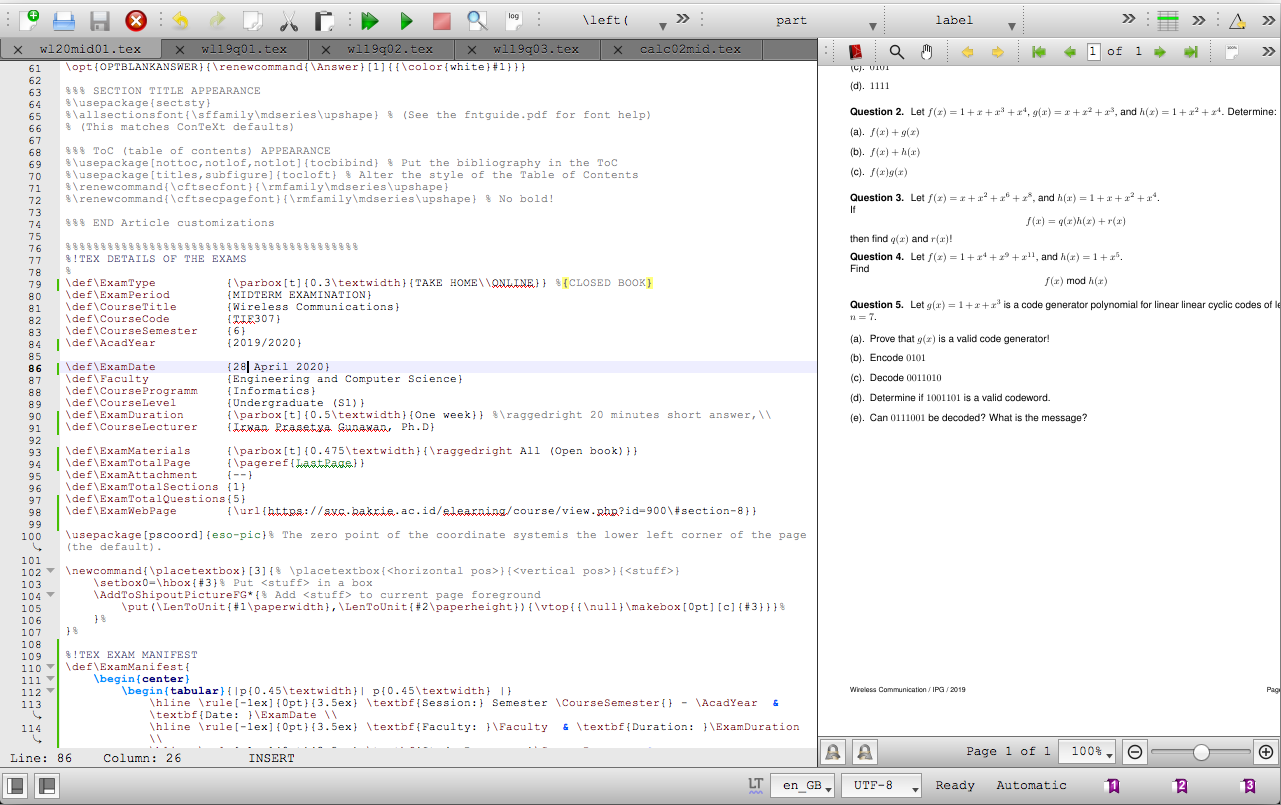 log
\left(
part
label
wl20mid01.tex
wl19q01.tex
wl19q02.tex
wl19q03.tex
calc02mid.tex
1 of 1
61 \opt{OPTBLANKANSWER}{\renewcommand{\Answer}[1]{{\color{white}#1}}}
62
63 %%% SECTION TITLE APPEARANCE
64 %\usepackage{sectsty}
65 %\allsectionsfont{\sffamily\mdseries\upshape} % (See the fntguide.pdf for font help)
66 % (This matches ConTeXt defaults)
67
68 %%% ToC (table of contents) APPEARANCE
69 %\usepackage[nottoc,notlof,notlot]{tocbibind} % Put the bibliography in the ToC
70 %\usepackage[titles,subfigure]{tocloft} % Alter the style of the Table of Contents
71 %\renewcommand{\cftsecfont}{\rmfamily\mdseries\upshape}
72 %\renewcommand{\cftsecpagefont}{\rmfamily\mdseries\upshape} % No bold!
73
74 %%% END Article customizations
75
76 %%%%%%%%%%%%%%%%%%%%%%%%%%%%%%%%%%%%%%%
77 %!TEX DETAILS OF THE EXAMS
78 %
79 \def\ExamType {\parbox[t]{0.3\textwidth}{TAKE HOME\\ONLINE}} %{CLOSED BOOK}
80 \def\ExamPeriod {MIDTERM EXAMINATION}
81 \def\CourseTitle {Wireless Communications}
82 \def\CourseCode {TIF307}
83 \def\CourseSemester {6}
84 \def\AcadYear {2019/2020}
85
86 \def\ExamDate {28 April 2020}
87 \def\Faculty {Engineering and Computer Science}
88 \def\CourseProgramm {Informatics}
89 \def\CourseLevel {Undergraduate (S1)}
90 \def\ExamDuration {\parbox[t]{0.5\textwidth}{One week}} %\raggedright 20 minutes short answer,\\
91 \def\CourseLecturer {Irwan Prasetya Gunawan, Ph.D}
92
93 \def\ExamMaterials {\parbox[t]{0.475\textwidth}{\raggedright All (Open book)}}
94 \def\ExamTotalPage {\pageref{LastPage}}
95 \def\ExamAttachment {--}
96 \def\ExamTotalSections {1}
97 \def\ExamTotalQuestions{5}
98 \def\ExamWebPage {\url{https://svc.bakrie.ac.id/elearning/course/view.php?id=900\#section-8}}
99
100 \usepackage[pscoord]{eso-pic}% The zero point of the coordinate systemis the lower left corner of the page
(the default).
101
102 \newcommand{\placetextbox}[3]{% \placetextbox{<horizontal pos>}{<vertical pos>}{<stuff>}
103 \setbox0=\hbox{#3}% Put <stuff> in a box
104 \AddToShipoutPictureFG*{% Add <stuff> to current page foreground
105 \put(\LenToUnit{#1\paperwidth},\LenToUnit{#2\paperheight}){\vtop{{\null}\makebox[0pt][c]{#3}}}%
106 }%
107 }%
108
109 %!TEX EXAM MANIFEST
110 \def\ExamManifest{
111 \begin{center}
112 \begin{tabular}{|p{0.45\textwidth}| p{0.45\textwidth} |}
113 \hline \rule[-1ex]{0pt}{3.5ex} \textbf{Session:} Semester \CourseSemester{} - \AcadYear &
\textbf{Date: }\ExamDate \\
114 \hline \rule[-1ex]{0pt}{3.5ex} \textbf{Faculty: }\Faculty & \textbf{Duration: }\ExamDuration
\\
(c). 0101
(d). 1111
Question 2. Let f(x) = 1 + x + x³ + x⁴, g(x) = x + x² + x³, and h(x) = 1 + x² + x⁴. Determine:
(a). f(x) + g(x)
(b). f(x) + h(x)
(c). f(x)g(x)
Question 3. Let f(x) = x + x² + x⁶ + x⁸, and h(x) = 1 + x + x² + x⁴.
If
f(x) = q(x)h(x) + r(x)
then find q(x) and r(x)!
Question 4. Let f(x) = 1 + x⁴ + x⁹ + x¹¹, and h(x) = 1 + x⁵.
Find
f(x) mod h(x)
Question 5. Let g(x) = 1 + x + x³ is a code generator polynomial for linear linear cyclic codes of le
n = 7.
(a). Prove that g(x) is a valid code generator!
(b). Encode 0101
(c). Decode 0011010
(d). Determine if 1001101 is a valid codeword.
(e). Can 0111001 be decoded? What is the message?
Wireless Communication / IPG / 2019
Page
Line: 86 Column: 26 INSERT
Page 1 of 1 100%
LT en_GB UTF-8 Ready Automatic 1 2 3